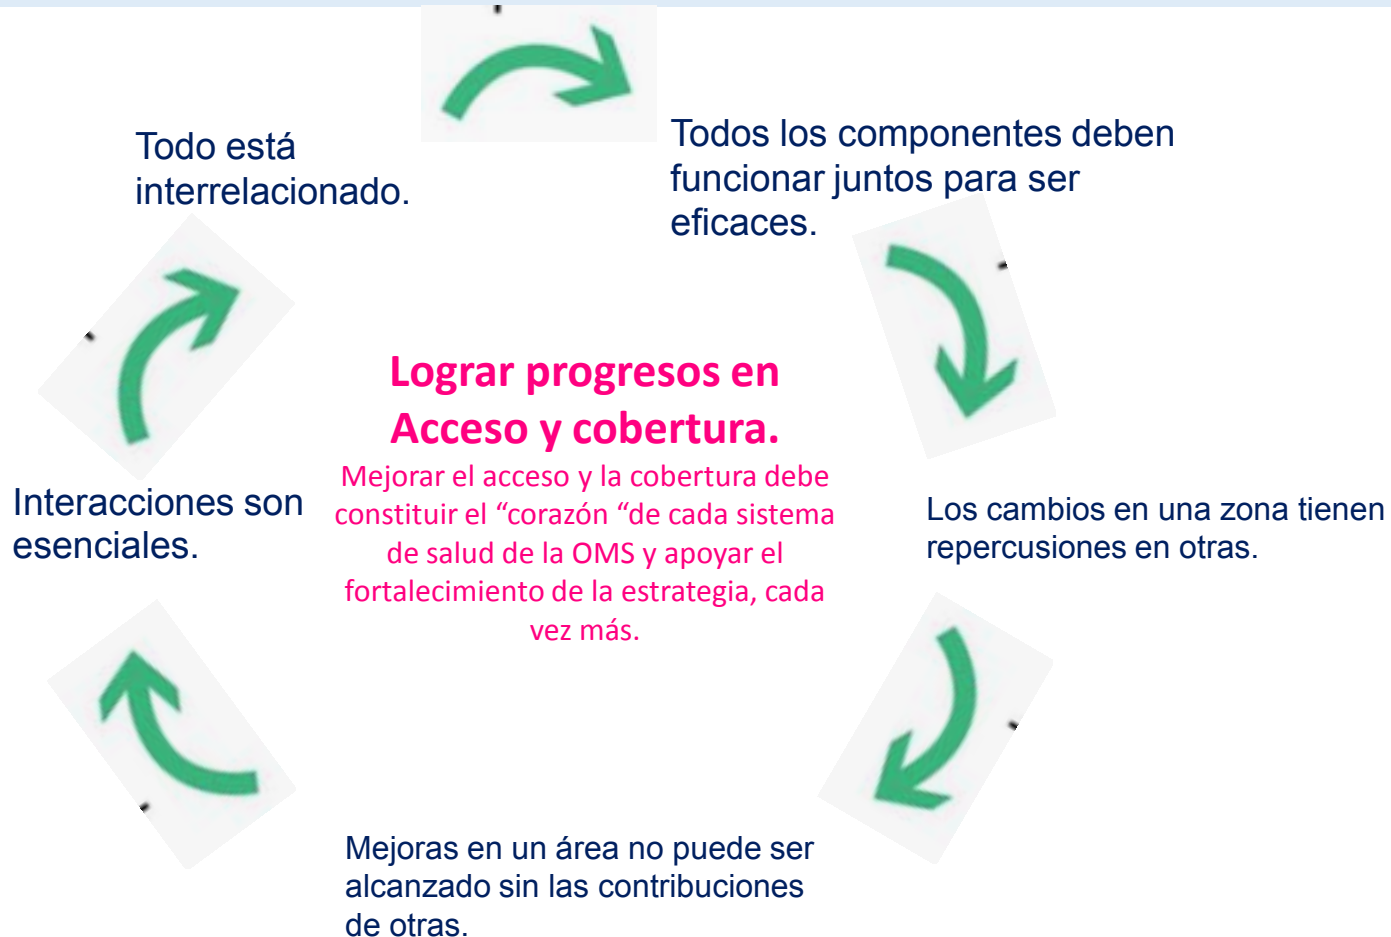 Todo está
interrelacionado.
Todos los componentes deben
funcionar juntos para ser
eficaces.
Lograr progresos en
Acceso y cobertura.
Mejorar el acceso y la cobertura debe
constituir el “corazón “de cada sistema
de salud de la OMS y apoyar el
fortalecimiento de la estrategia, cada
vez más.
Interacciones son
esenciales.
Los cambios en una zona tienen
repercusiones en otras.
Mejoras en un área no puede ser
alcanzado sin las contribuciones
de otras.